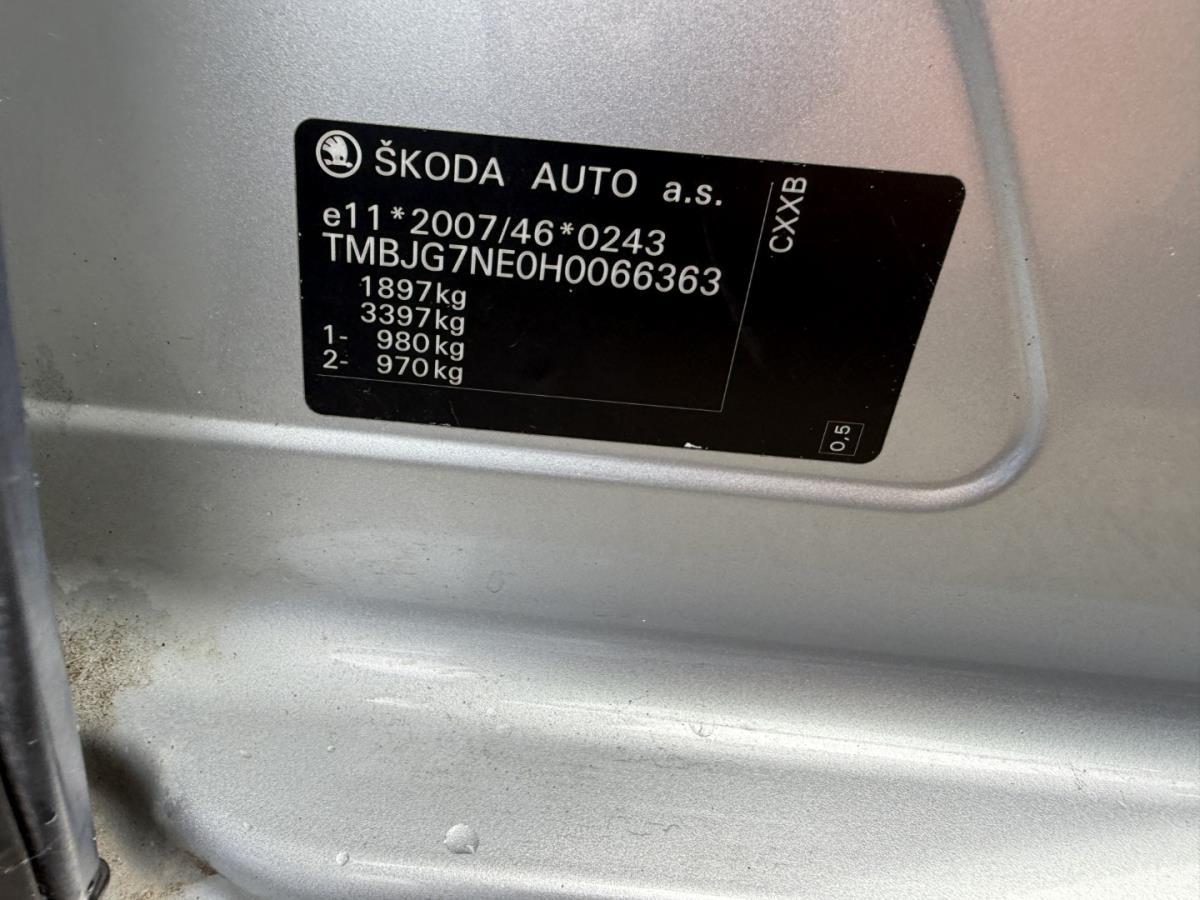 ŠKODA AUTO a.s.
e11*2007/46*0243
TMBJG7NE0H0066363
1897kg
3397kg
1- 980kg
2- 970kg
CXXB
0,5